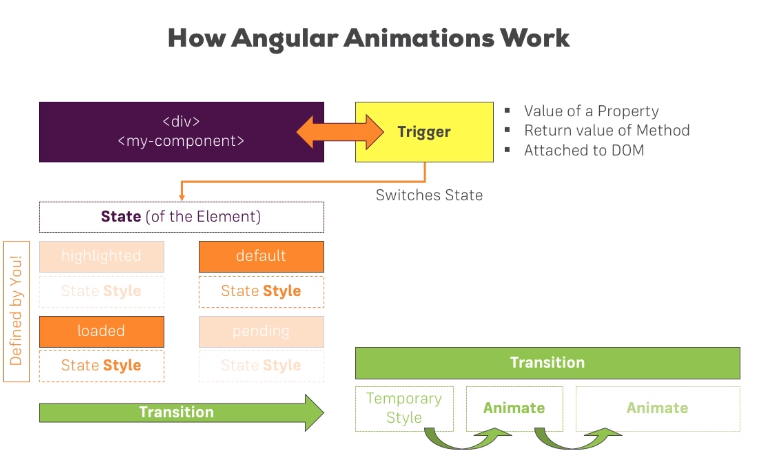 How Angular Animations Work
<div>
<my-component>
Trigger
Value of a Property
Return value of Method
Attached to DOM
Switches State
State (of the Element)
Defined by You!
highlighted
default
State Style
State Style
loaded
pending
State Style
State Style
Transition
Transition
Temporary
Style
Animate
Animate